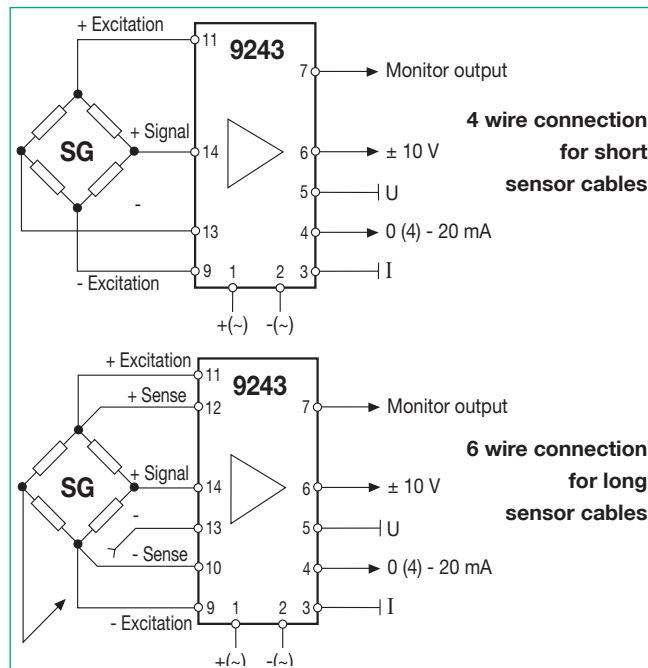 + Excitation
11
9243
7
Monitor output
4 wire connection
for short
sensor cables
SG
+ Signal
14
6
± 10 V
5
U
-
13
4
0 (4) - 20 mA
9
1
2
3
I
- Excitation
+(~)
-(~)
+ Excitation
11
9243
+ Sense
12
7
Monitor output
6 wire connection
for long
sensor cables
SG
+ Signal
14
6
± 10 V
-
13
5
U
- Sense
10
4
0 (4) - 20 mA
9
1
2
3
I
- Excitation
+(~)
-(~)